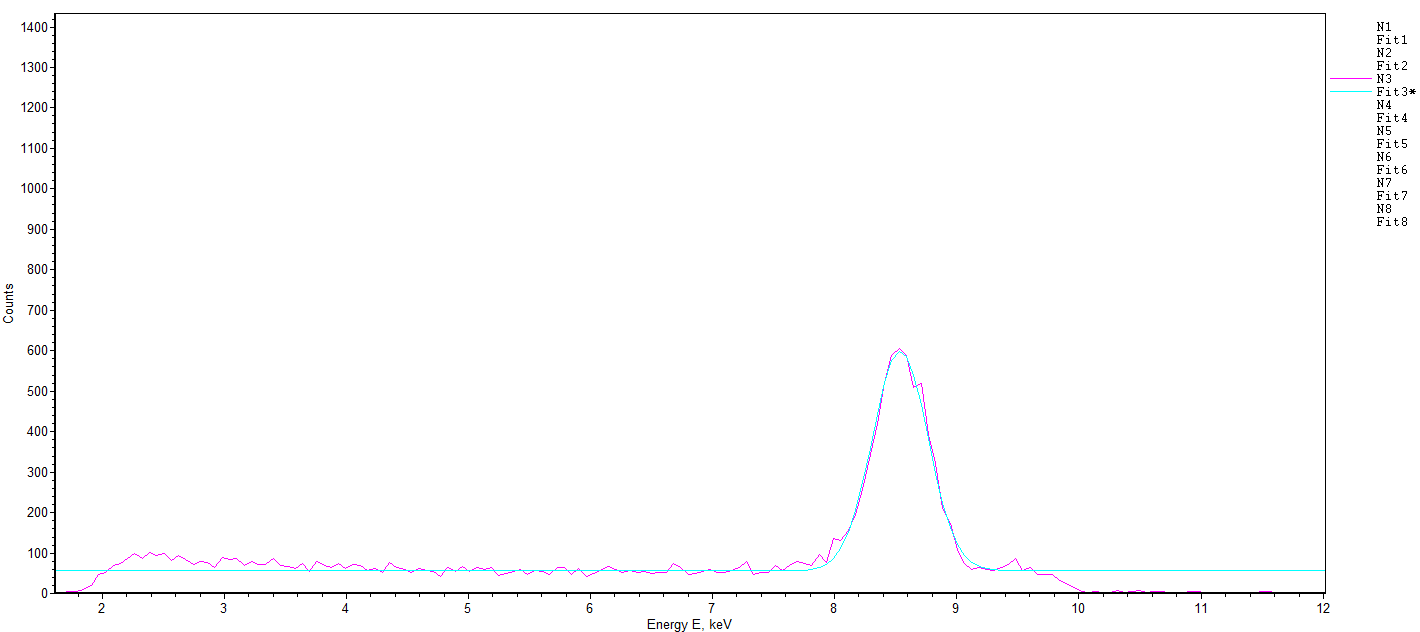 1400
1300
1200
1100
1000
900
800
700
600
500
400
300
200
100
0
Counts
2 3 4 5 6 7 8 9 10 11 12
Energy E, keV
N1
Fit1
N2
Fit2
N3
Fit3*
N4
Fit4
N5
Fit5
N6
Fit6
N7
Fit7
N8
Fit8